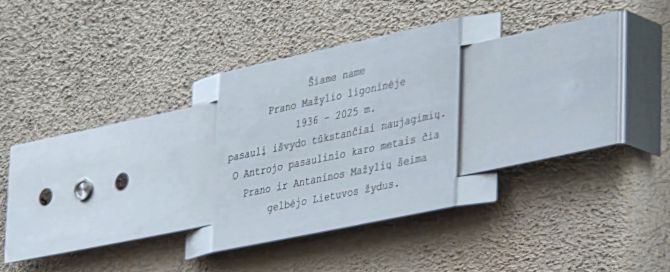 Šiame name
Prano Mažylio ligoninėje
1936 – 2025 m.
pasaulį išvydo tūkstančiai naujagimių.
O Antrojo pasaulinio karo metais čia
Prano ir Antaninos Mažylių šeima
gelbėjo Lietuvos žydus.